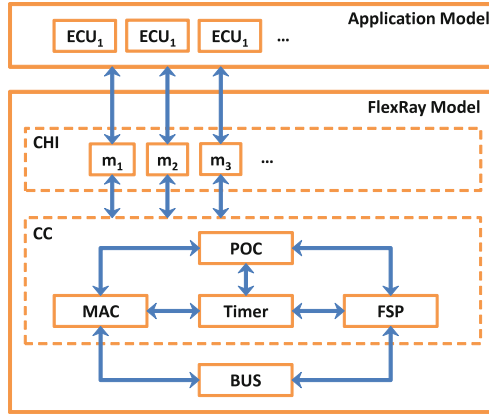 Application Model
ECU1 ECU1 ECU1 ...
FlexRay Model
CHI
m1 m2 m3 ...
CC
POC
MAC Timer FSP
BUS